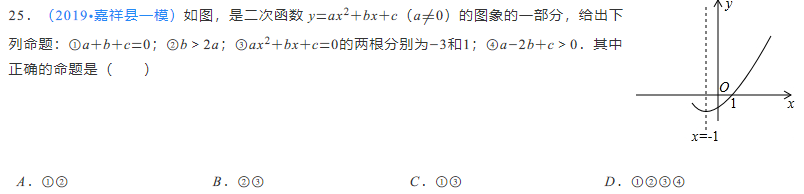 25．（2019•嘉祥县一模）如图，是二次函数 y=ax²+bx+c（a≠0）的图象的一部分，给出下
列命题：①a+b+c=0；②b＞2a；③ax²+bx+c=0的两根分别为−3和1；④a−2b+c＞0．其中
正确的命题是（　　）
y
O
1
x
x=-1
A．①②
B．②③
C．①③
D．①②③④